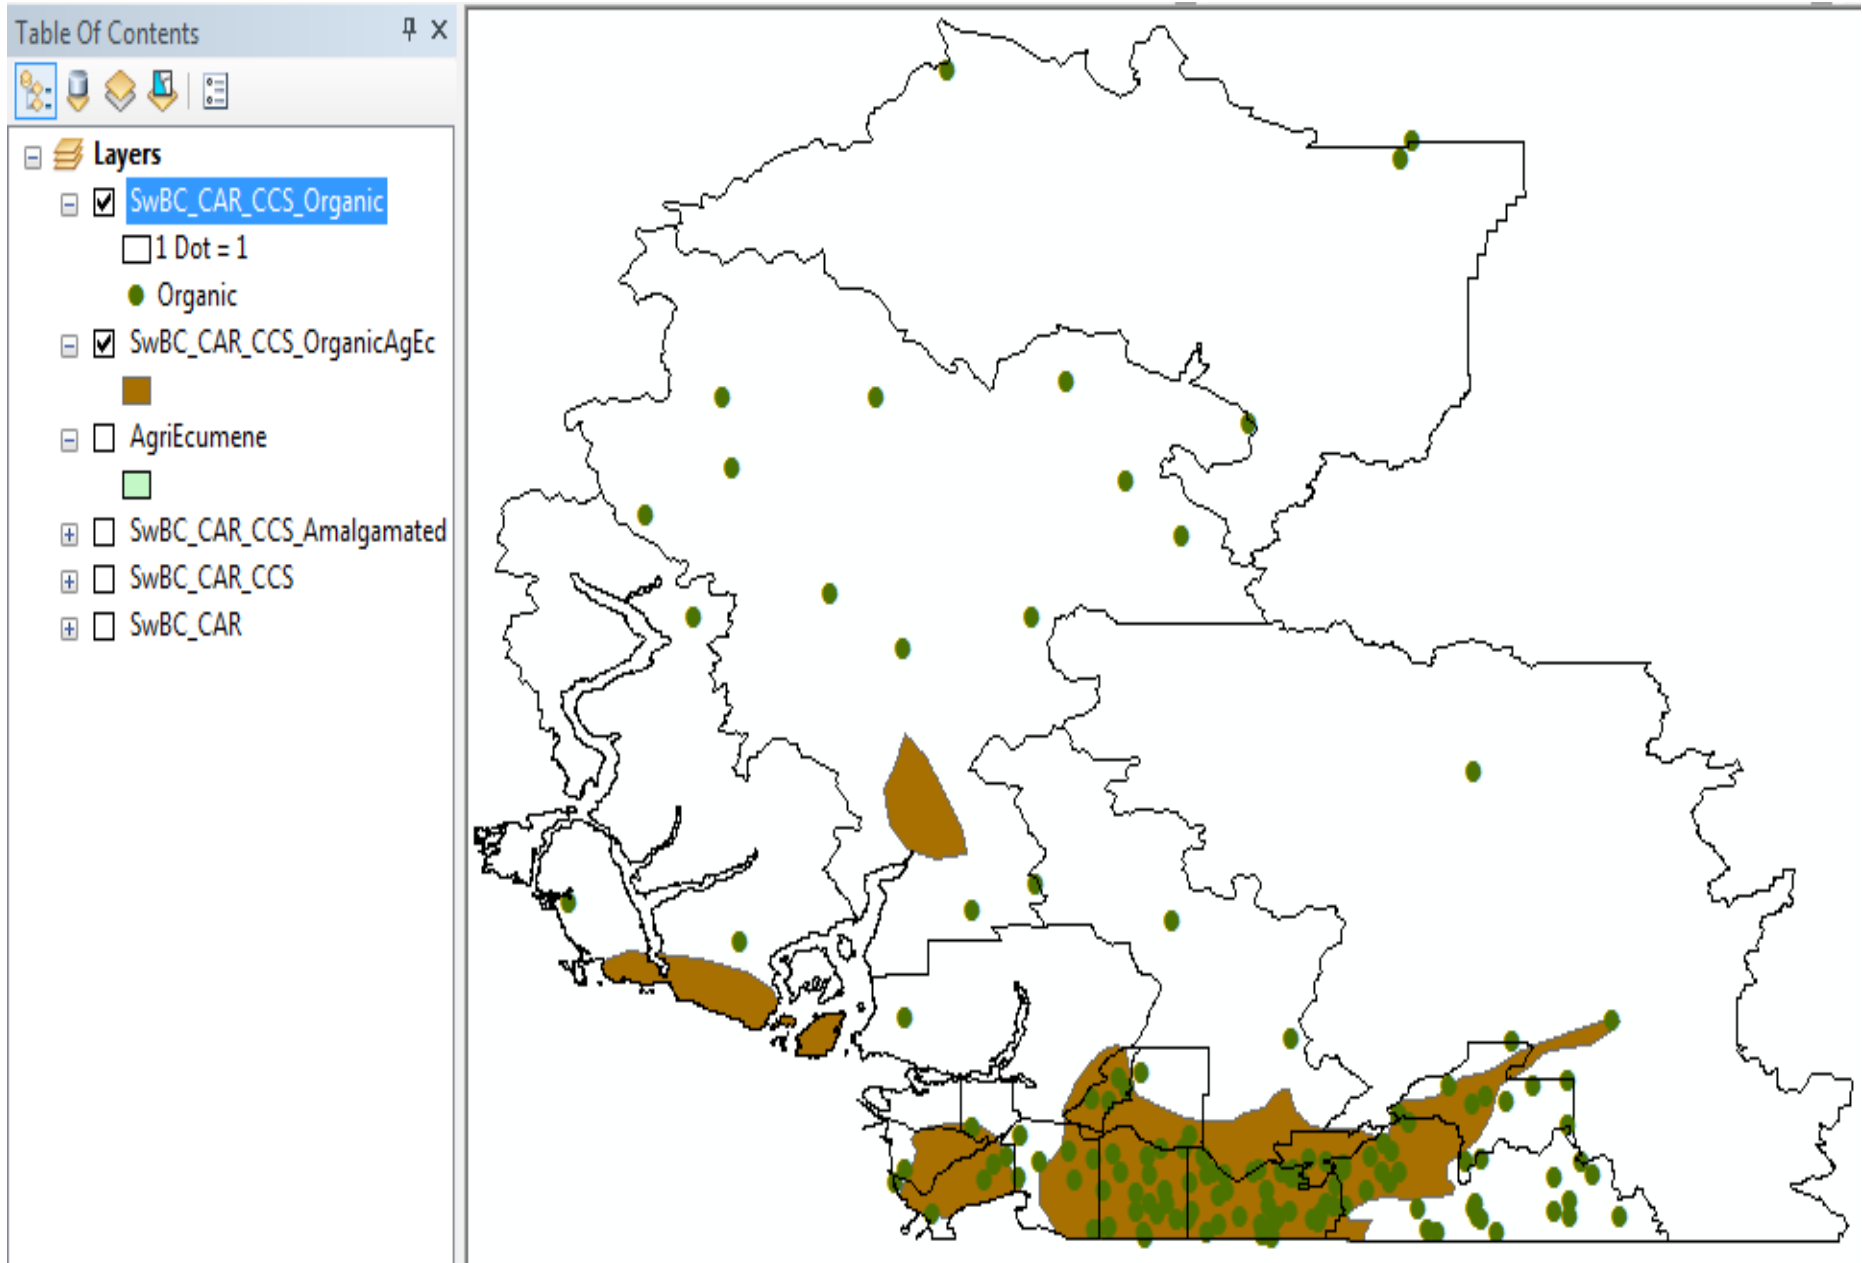 Table Of Contents
Layers
SwBC_CAR_CCS_Organic
1 Dot = 1
Organic
SwBC_CAR_CCS_OrganicAgEc
AgriEcumene
SwBC_CAR_CCS_Amalgamated
SwBC_CAR_CCS
SwBC_CAR